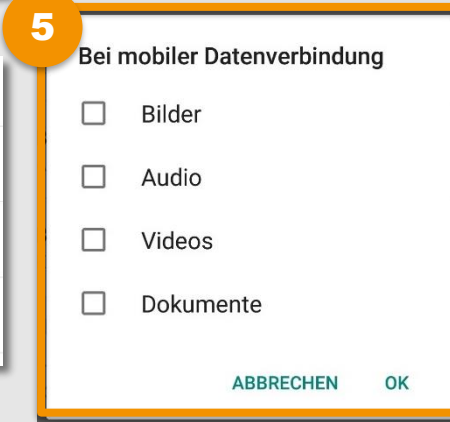 5
Bei mobiler Datenverbindung
Bilder
Audio
Videos
Dokumente
ABBRECHEN OK